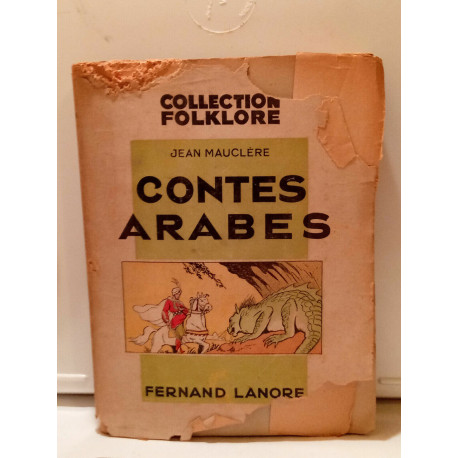 COLLECTION
FOLKLORE
JEAN MAUCLÈRE
CONTES
ARABES
FERNAND LANORE